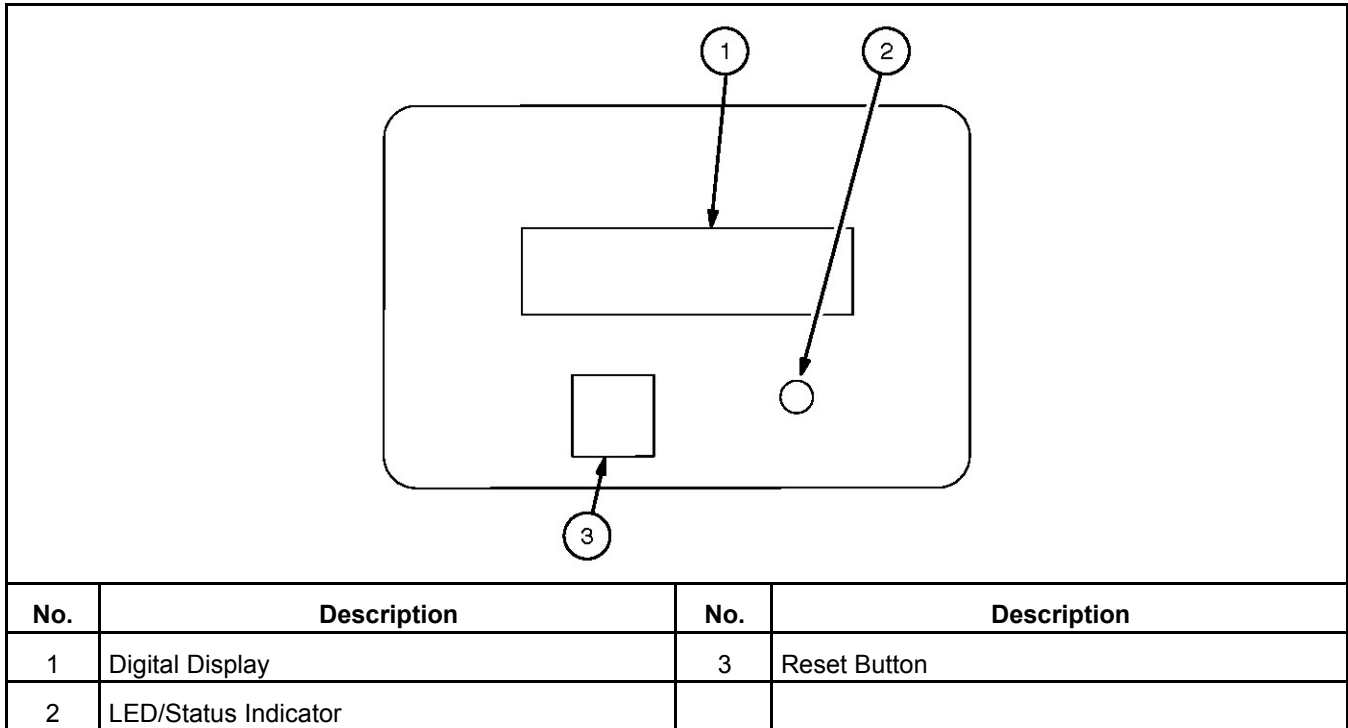 1 2
3
No. Description No. Description
1 Digital Display 3 Reset Button
2 LED/Status Indicator